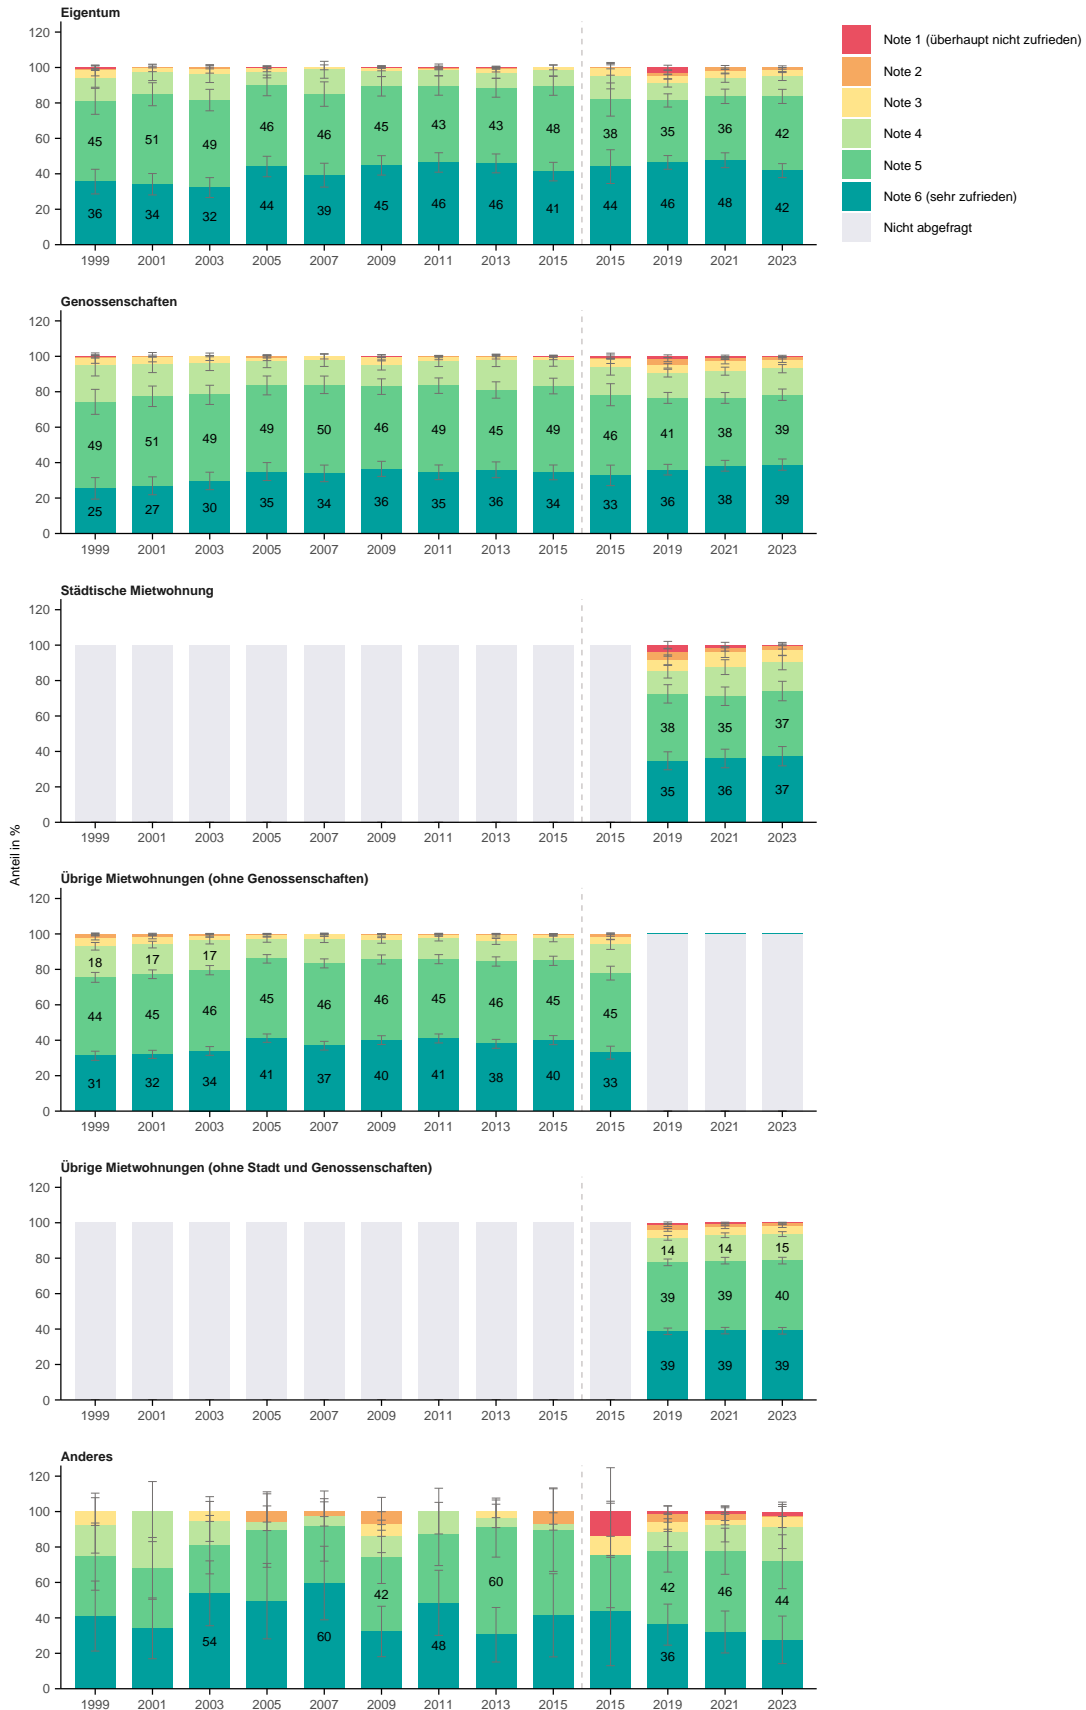 Eigentum
Note 1 (überhaupt nicht zufrieden)
Note 2
Note 3
Note 4
Note 5
Note 6 (sehr zufrieden)
Nicht abgefragt
120
100
80
60
40
20
0
45 51 49 46 46 45 43 43 48 38 35 36 42
36 34 32 44 39 45 46 46 41 44 46 48 42
1999 2001 2003 2005 2007 2009 2011 2013 2015 2015 2019 2021 2023
Genossenschaften
120
100
80
60
40
20
0
49 51 49 49 50 46 49 45 49 46 41 38 39
25 27 30 35 34 36 35 36 34 33 36 38 39
1999 2001 2003 2005 2007 2009 2011 2013 2015 2015 2019 2021 2023
Städtische Mietwohnung
120
100
80
60
40
20
0
38 35 37
35 36 37
1999 2001 2003 2005 2007 2009 2011 2013 2015 2015 2019 2021 2023
Anteil in %
Übrige Mietwohnungen (ohne Genossenschaften)
120
100
80
60
40
20
0
18 17 17
44 45 46 45 46 46 45 46 45 45
31 32 34 41 37 40 41 38 40 33
1999 2001 2003 2005 2007 2009 2011 2013 2015 2015 2019 2021 2023
Übrige Mietwohnungen (ohne Stadt und Genossenschaften)
120
100
80
60
40
20
0
14 14 15
39 39 40
39 39 39
1999 2001 2003 2005 2007 2009 2011 2013 2015 2015 2019 2021 2023
Anderes
120
100
80
60
40
20
0
42 60 42 46 44
54 60 48 36
1999 2001 2003 2005 2007 2009 2011 2013 2015 2015 2019 2021 2023